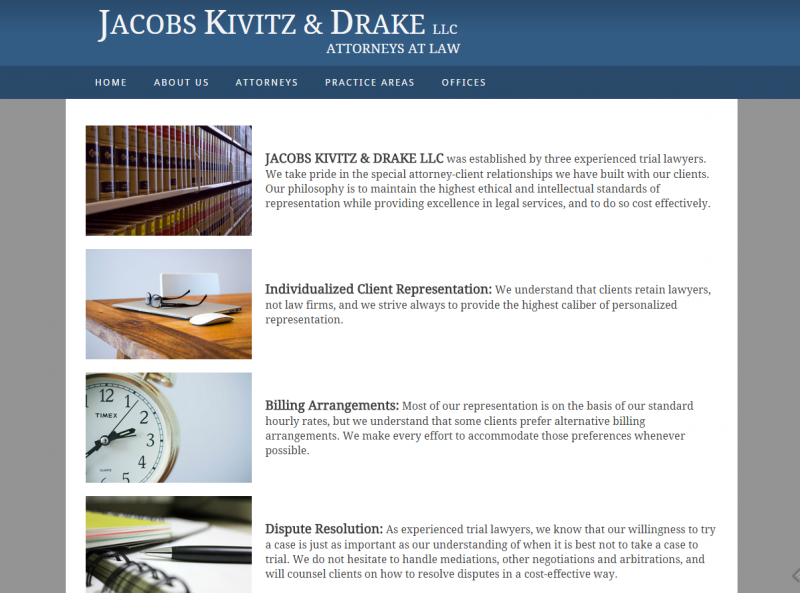 JACOBS KIVITZ & DRAKE LLC
ATTORNEYS AT LAW
HOME ABOUT US ATTORNEYS PRACTICE AREAS OFFICES
JACOBS KIVITZ & DRAKE LLC was established by three experienced trial lawyers.
We take pride in the special attorney-client relationships we have built with our clients.
Our philosophy is to maintain the highest ethical and intellectual standards of
representation while providing excellence in legal services, and to do so cost effectively.
Individualized Client Representation: We understand that clients retain lawyers,
not law firms, and we strive always to provide the highest caliber of personalized
representation.
12
1
2
3
4
5
TIMEX
QUARTZ
Billing Arrangements: Most of our representation is on the basis of our standard
hourly rates, but we understand that some clients prefer alternative billing
arrangements. We make every effort to accommodate those preferences whenever
possible.
Dispute Resolution: As experienced trial lawyers, we know that our willingness to try
a case is just as important as our understanding of when it is best not to take a case to
trial. We do not hesitate to handle mediations, other negotiations and arbitrations, and
will counsel clients on how to resolve disputes in a cost-effective way.